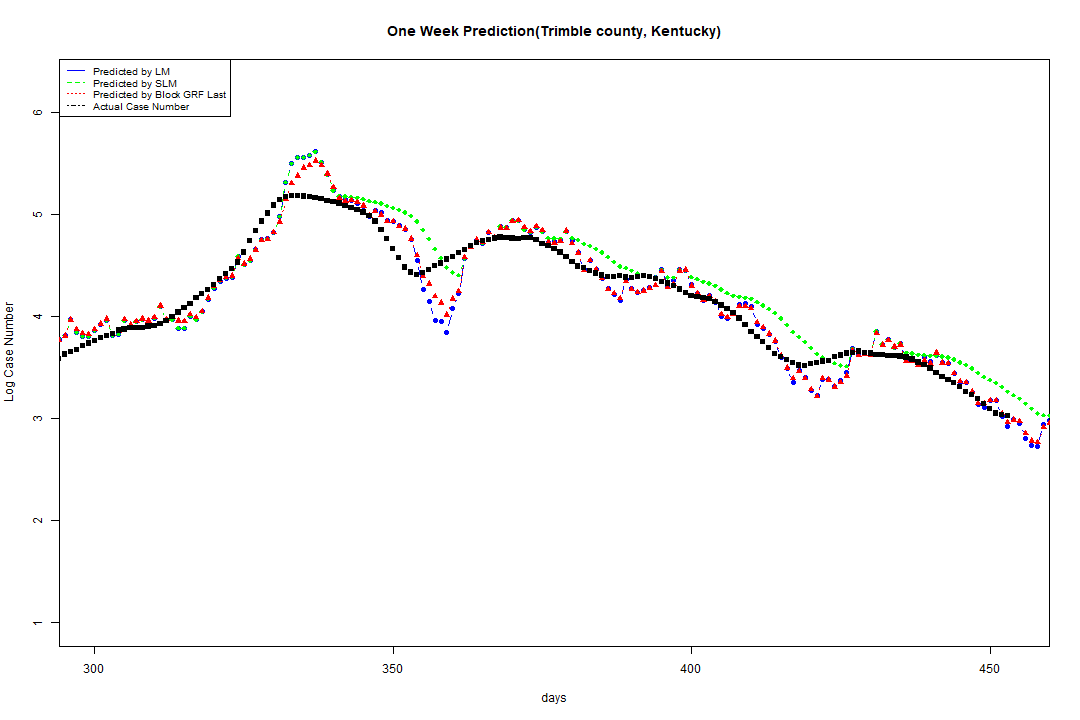 One Week Prediction(Trimble county, Kentucky)
Predicted by LM
Predicted by SLM
Predicted by Block GRF Last
Actual Case Number
6
5
4
3
2
1
Log Case Number
300 350 400 450
days